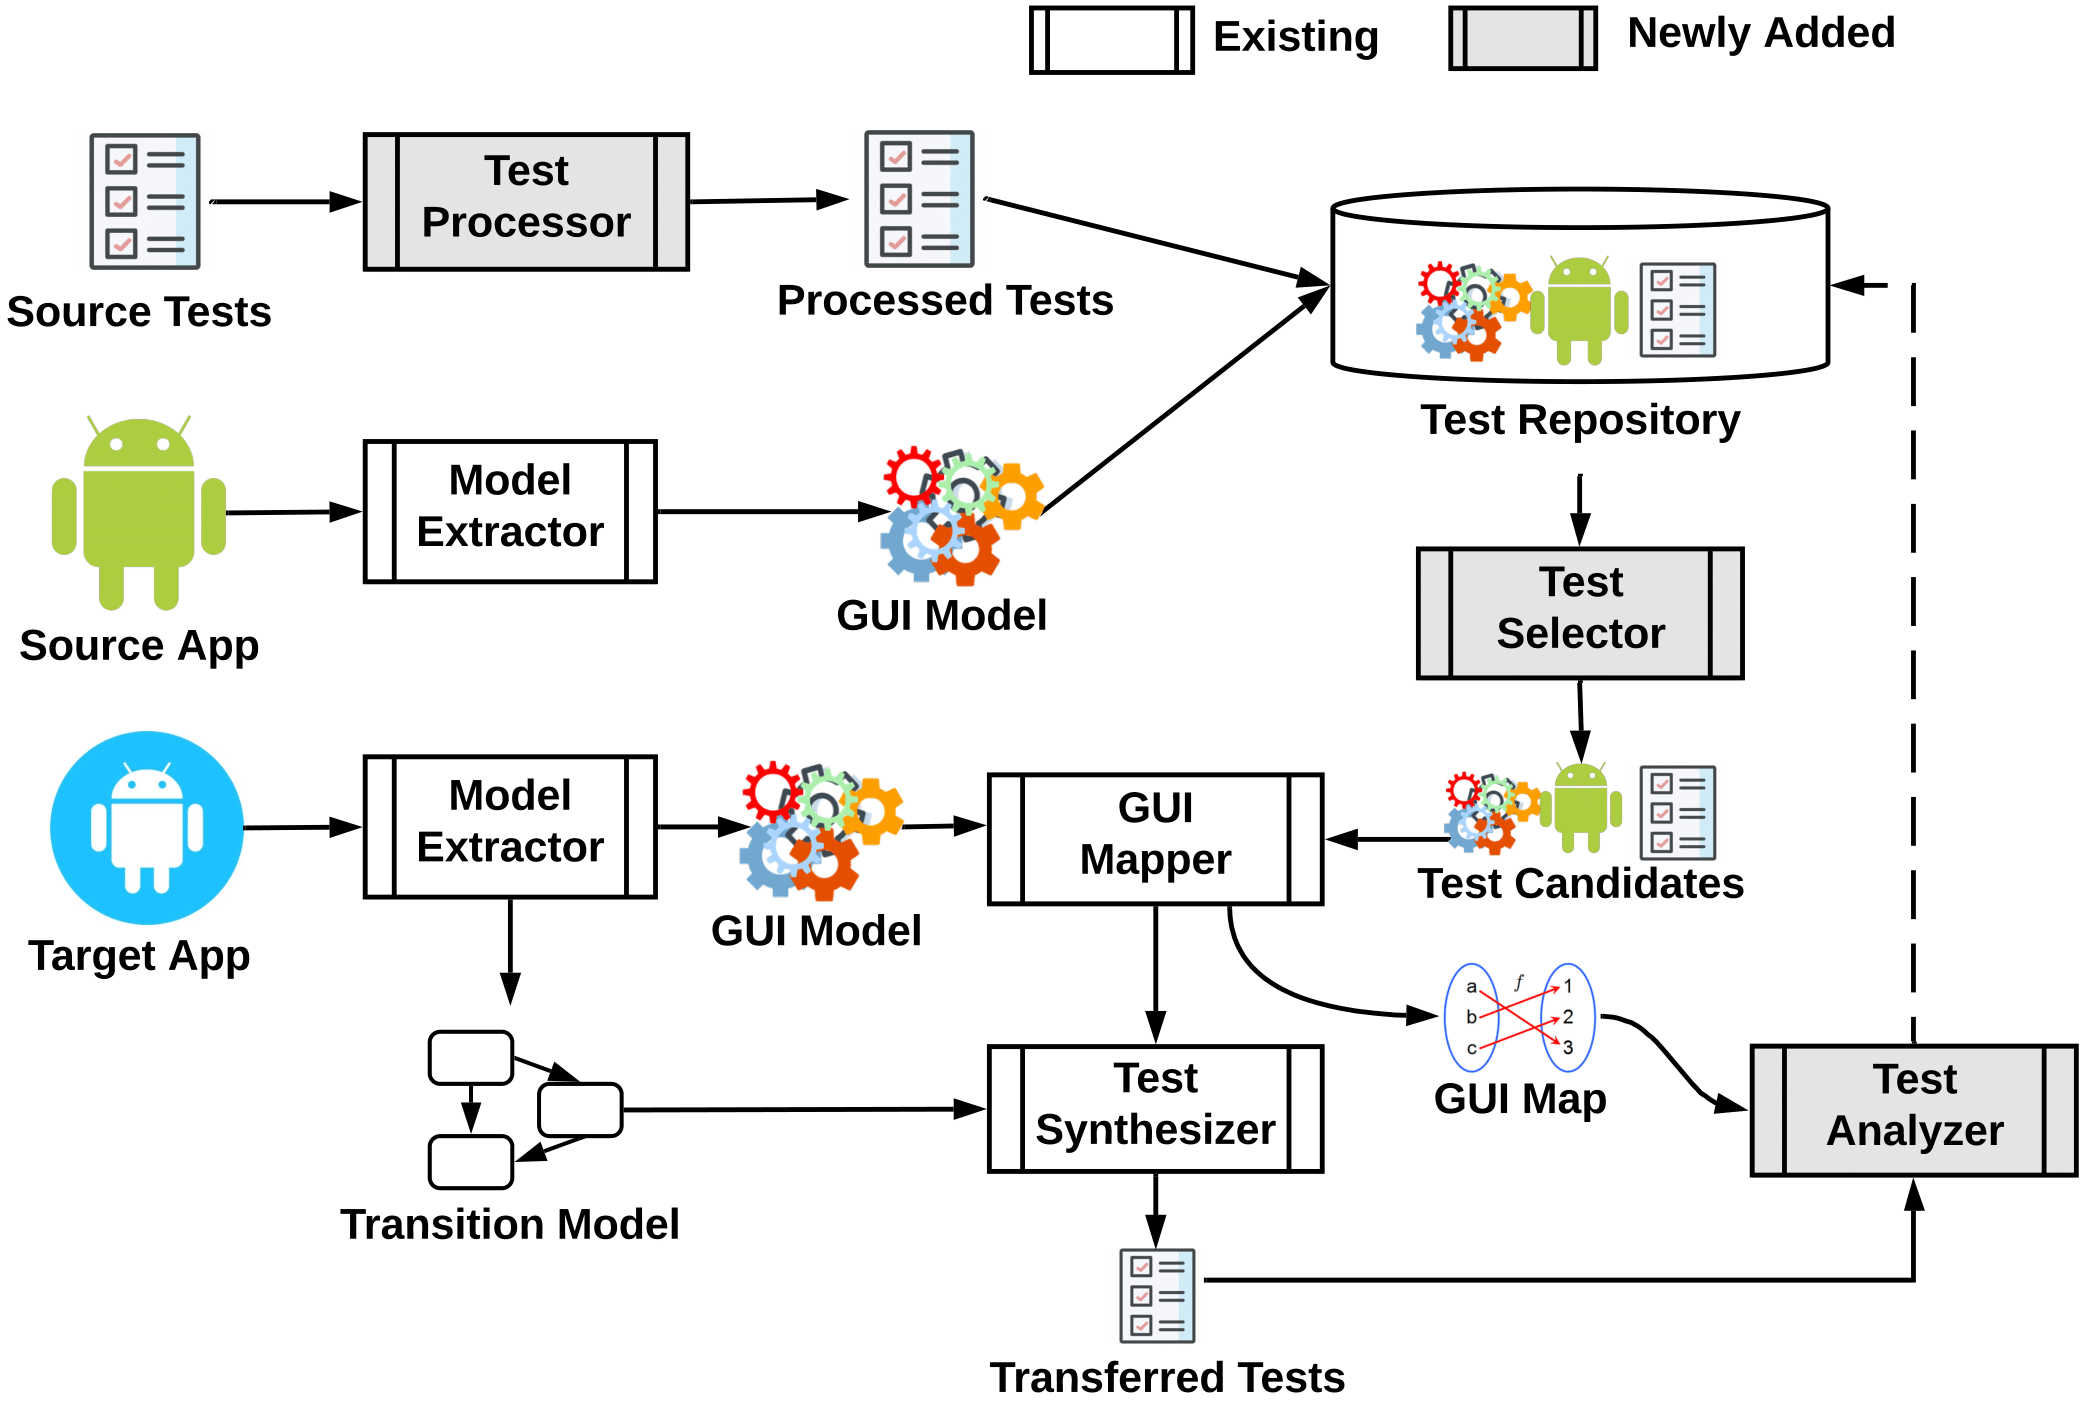 Existing
Newly Added
Test
Processor
Source Tests
Processed Tests
Test Repository
Model
Extractor
Source App
GUI Model
Test
Selector
Model
Extractor
Target App
GUI Model
GUI
Mapper
Test Candidates
a
b
c
f
1
2
3
GUI Map
Test
Synthesizer
Test
Analyzer
Transition Model
Transferred Tests